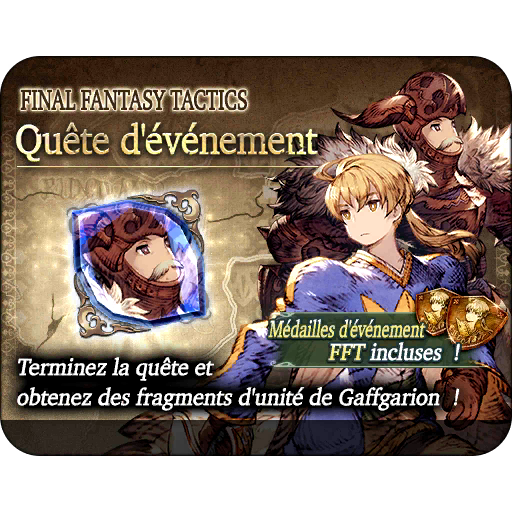 FINAL FANTASY TACTICS
Quête d'événement
Médailles d'événement
FFT incluses !
Terminez la quête et
obtenez des fragments d'unité de Gaffgarion !